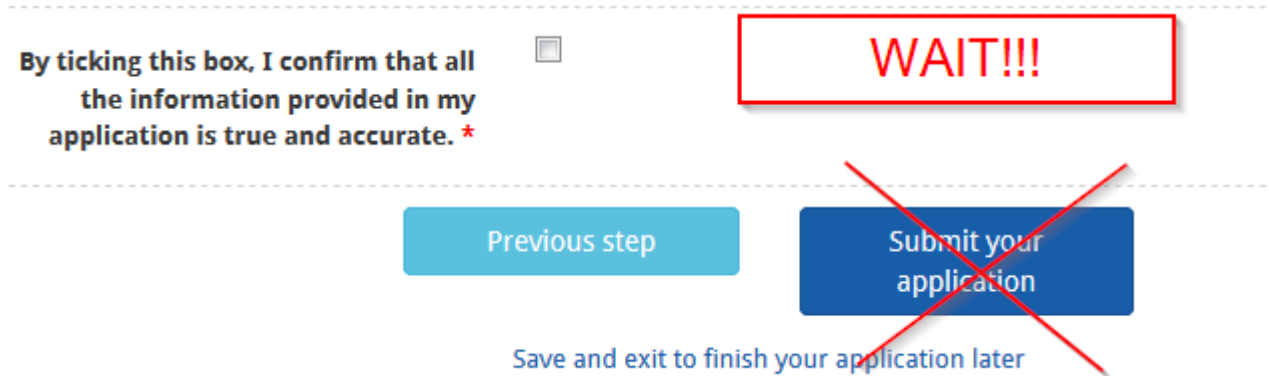 By ticking this box, I confirm that all
the information provided in my
application is true and accurate. *
WAIT!!!
Previous step
Submit your
application
Save and exit to finish your application later